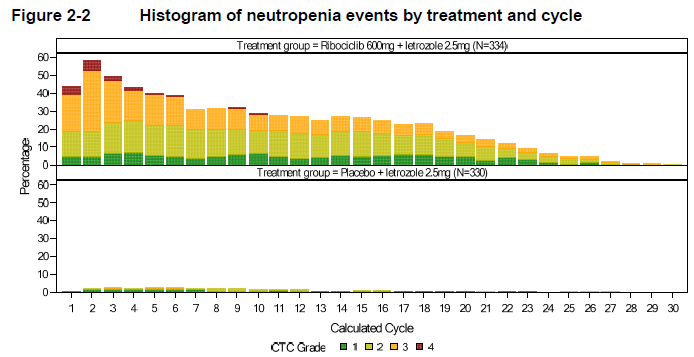 Figure 2-2 Histogram of neutropenia events by treatment and cycle
Treatment group = Ribociclib 600mg + letrozole 2.5mg (N=334)
60
50
40
30
20
10
0
Percentage
Treatment group = Placebo + letrozole 2.5mg (N=330)
60
50
40
30
20
10
0
1 2 3 4 5 6 7 8 9 10 11 12 13 14 15 16 17 18 19 20 21 22 23 24 25 26 27 28 29 30
Calculated Cycle
CTC Grade 1 2 3 4